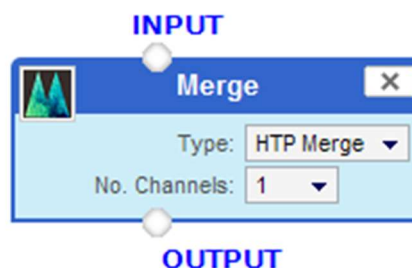 INPUT
Merge
Type: HTP Merge
No. Channels: 1
OUTPUT